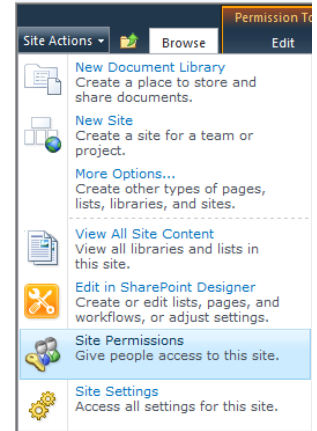 Permission To
Site Actions
Browse
Edit
New Document Library
Create a place to store and
share documents.
New Site
Create a site for a team or
project.
More Options...
Create other types of pages,
lists, libraries, and sites.
View All Site Content
View all libraries and lists in
this site.
Edit in SharePoint Designer
Create or edit lists, pages, and
workflows, or adjust settings.
Site Permissions
Give people access to this site.
Site Settings
Access all settings for this site.